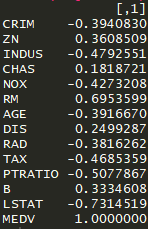 [,1]
CRIM -0.3940830
ZN 0.3608509
INDUS -0.4792551
CHAS 0.1818721
NOX -0.4273208
RM 0.6953599
AGE -0.3916670
DIS 0.2499287
RAD -0.3816262
TAX -0.4685359
PTRATIO -0.5077867
B 0.3334608
LSTAT -0.7314519
MEDV 1.0000000